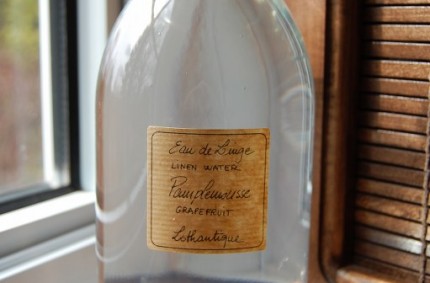 Eau de Linge
LINEN WATER
Pamplemousse
GRAPEFRUIT
Lothantique